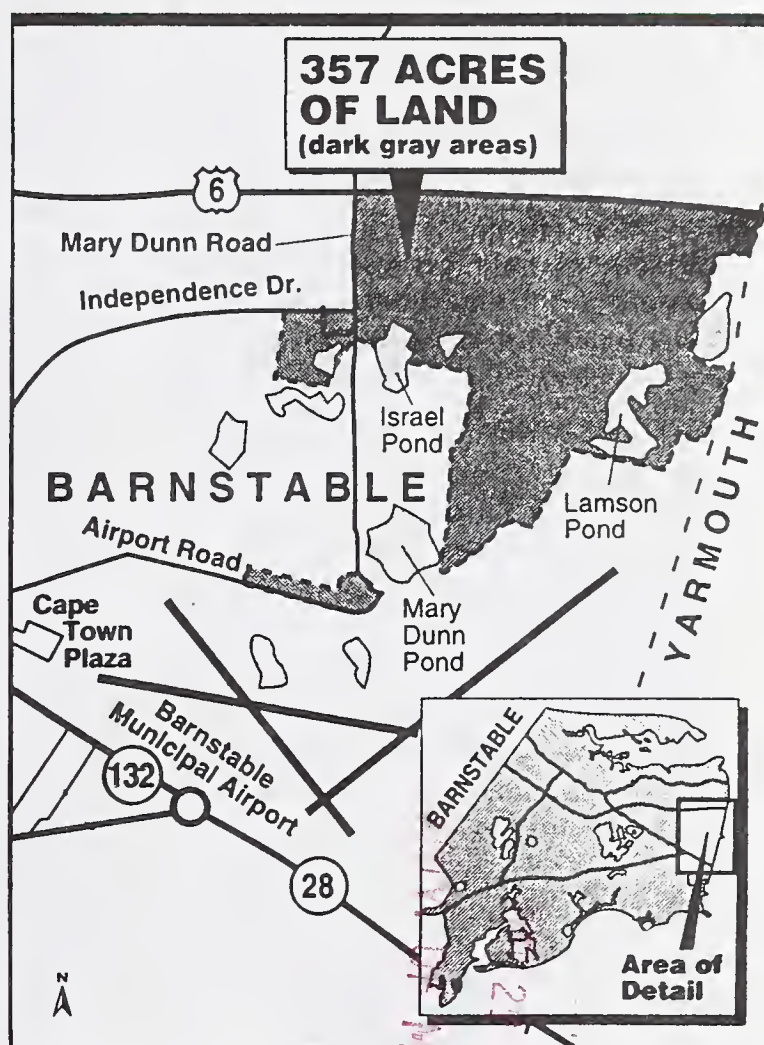 357 ACRES
OF LAND
(dark gray areas)
6
Mary Dunn Road
Independence Dr.
Israel
Pond
BARNSTABLE
Lamson
Pond
YARMOUTH
Airport Road
Cape
Town
Plaza
Mary
Dunn
Pond
Barnstable
Municipal Airport
132
28
BARNSTABLE
Area of
Detail
N